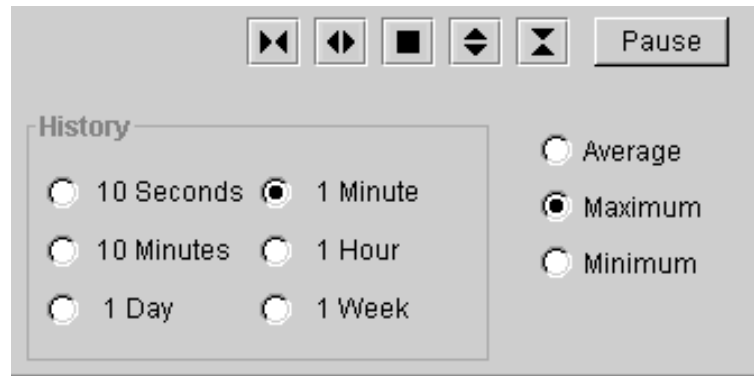 Pause
History
10 Seconds 1 Minute
10 Minutes 1 Hour
1 Day 1 Week
Average
Maximum
Minimum